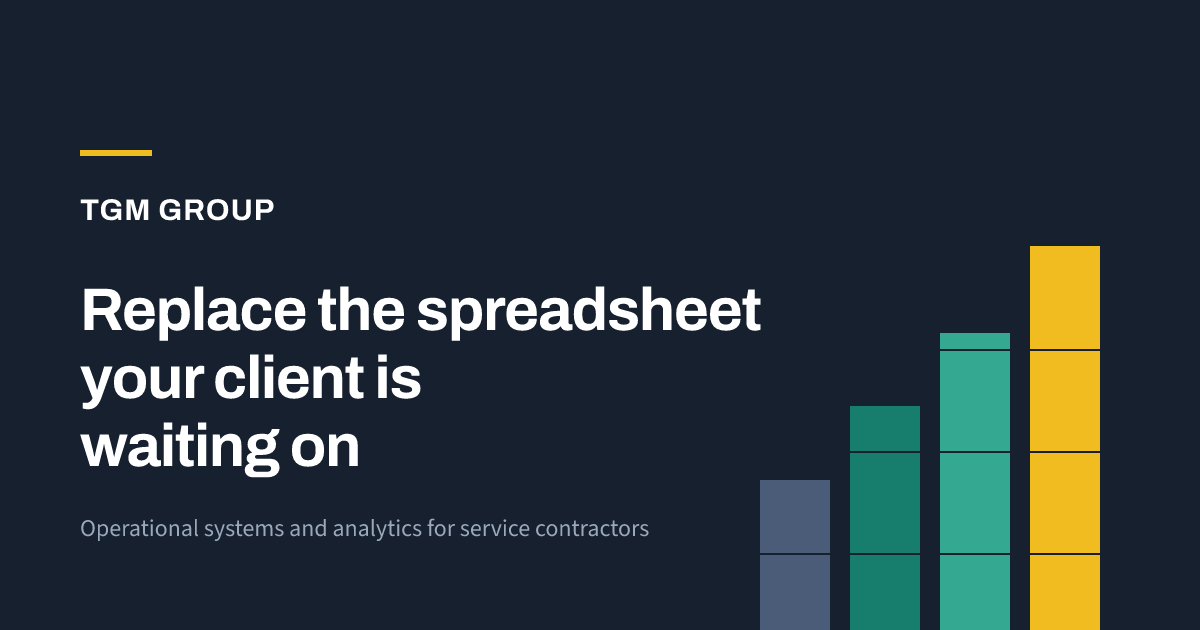 TGM GROUP
Replace the spreadsheet
your client is
waiting on
Operational systems and analytics for service contractors